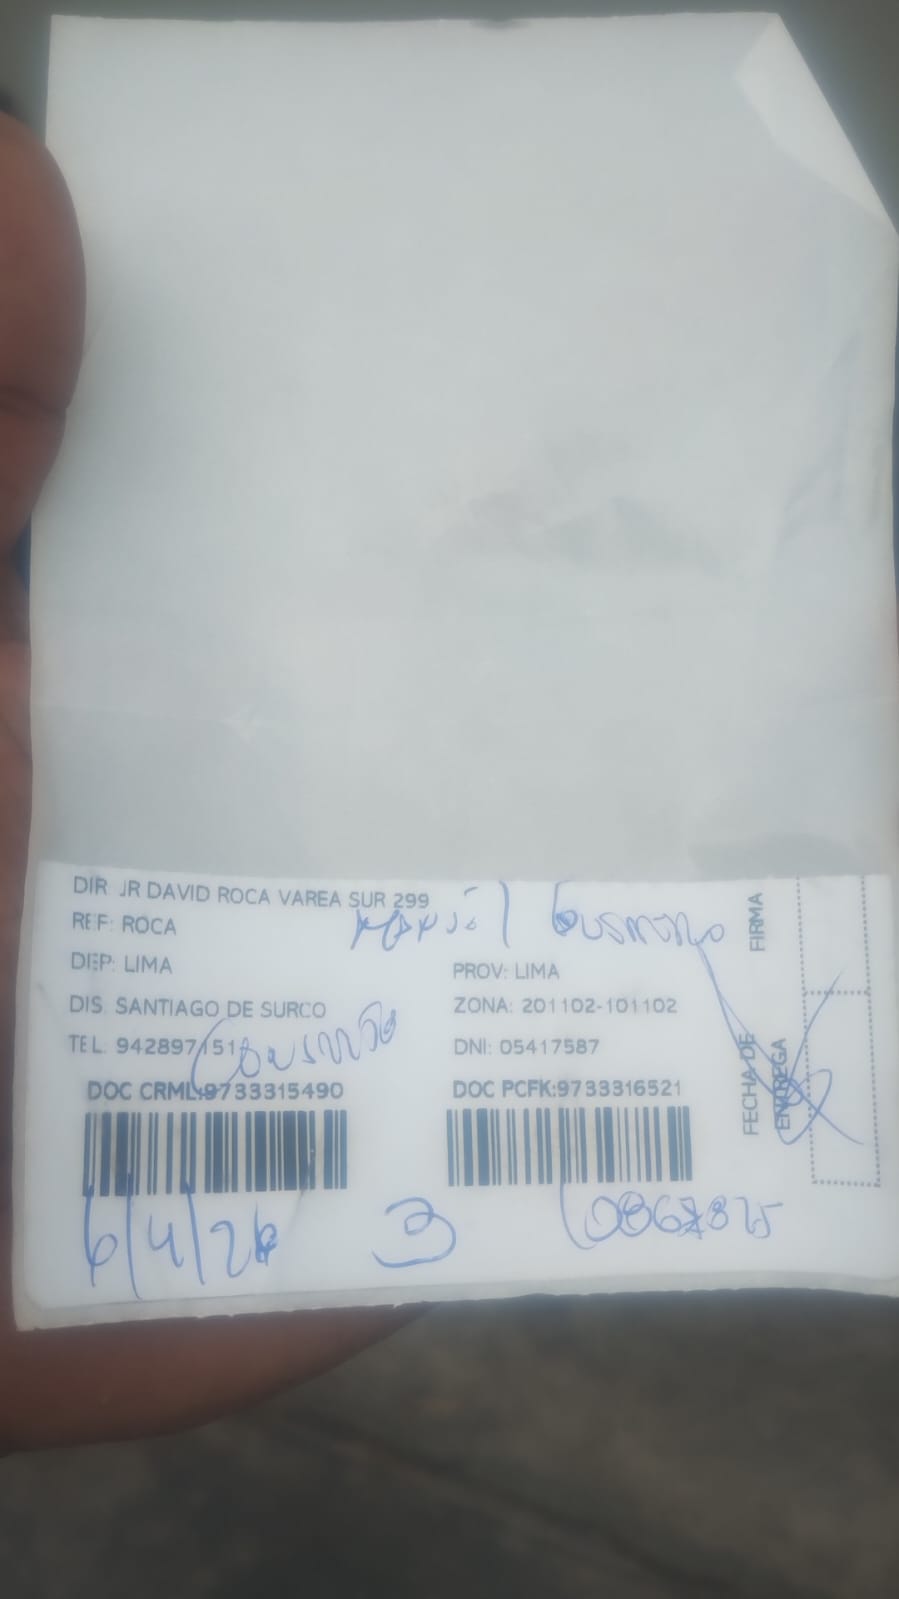 DIR: JR DAVID ROCA VAREA SUR 299
REF: ROCA
DEP: LIMA
PROV: LIMA
DIS: SANTIAGO DE SURCO
ZONA: 201102-101102
TEL: 942897151
DNI: 05417587
DOC CRML:9733315490
DOC PCFK:9733316521
FIRMA
FECHA DE
ENTREGA
6/4/26
3